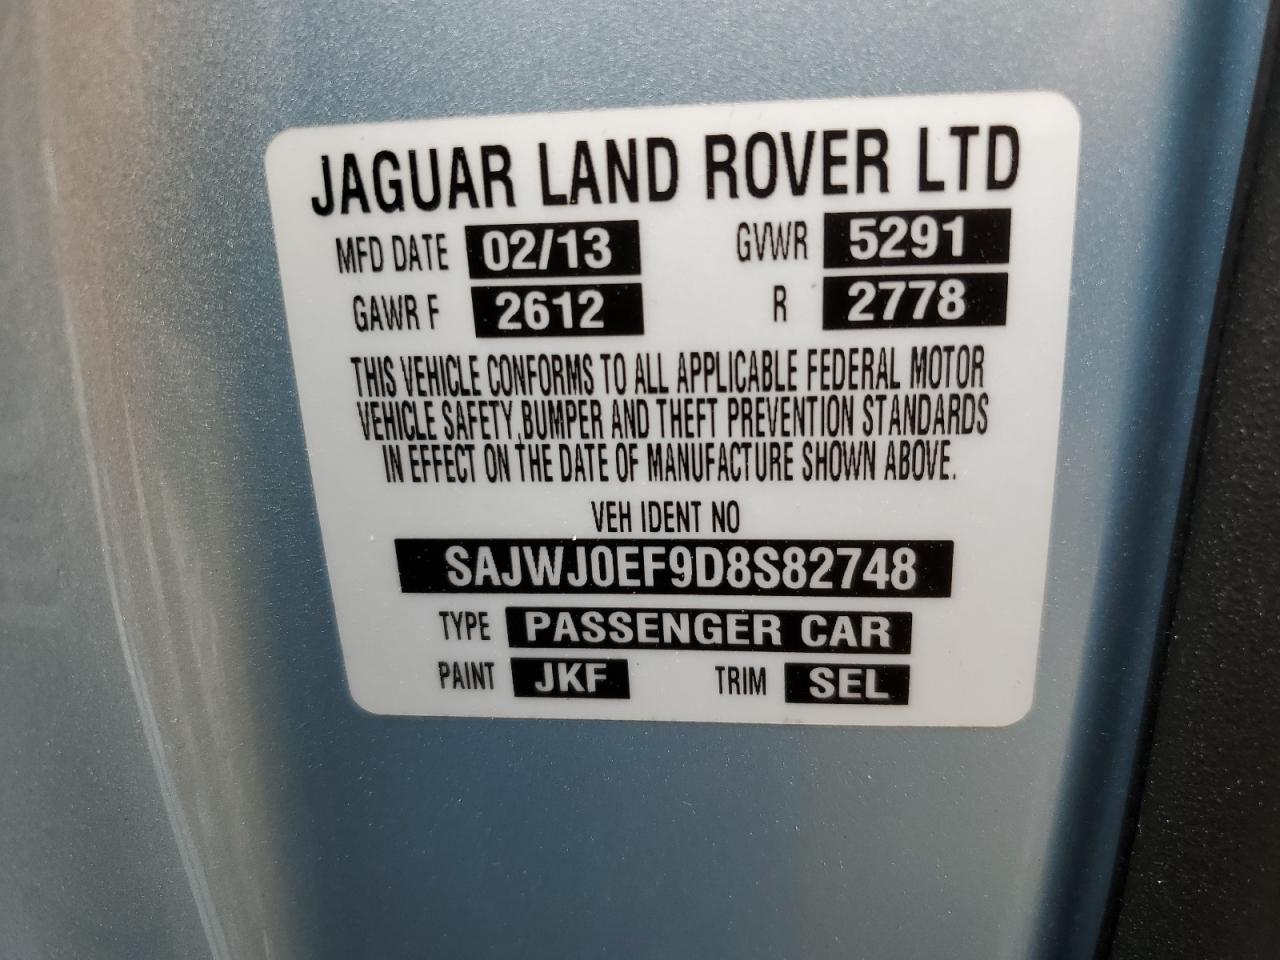 JAGUAR LAND ROVER LTD
MFD DATE 02/13 GVWR 5291
GAWR F 2612 R 2778
THIS VEHICLE CONFORMS TO ALL APPLICABLE FEDERAL MOTOR
VEHICLE SAFETY,BUMPER AND THEFT PREVENTION STANDARDS
IN EFFECT ON THE DATE OF MANUFACTURE SHOWN ABOVE.
VEH IDENT NO
SAJWJ0EF9D8S82748
TYPE PASSENGER CAR
PAINT JKF TRIM SEL